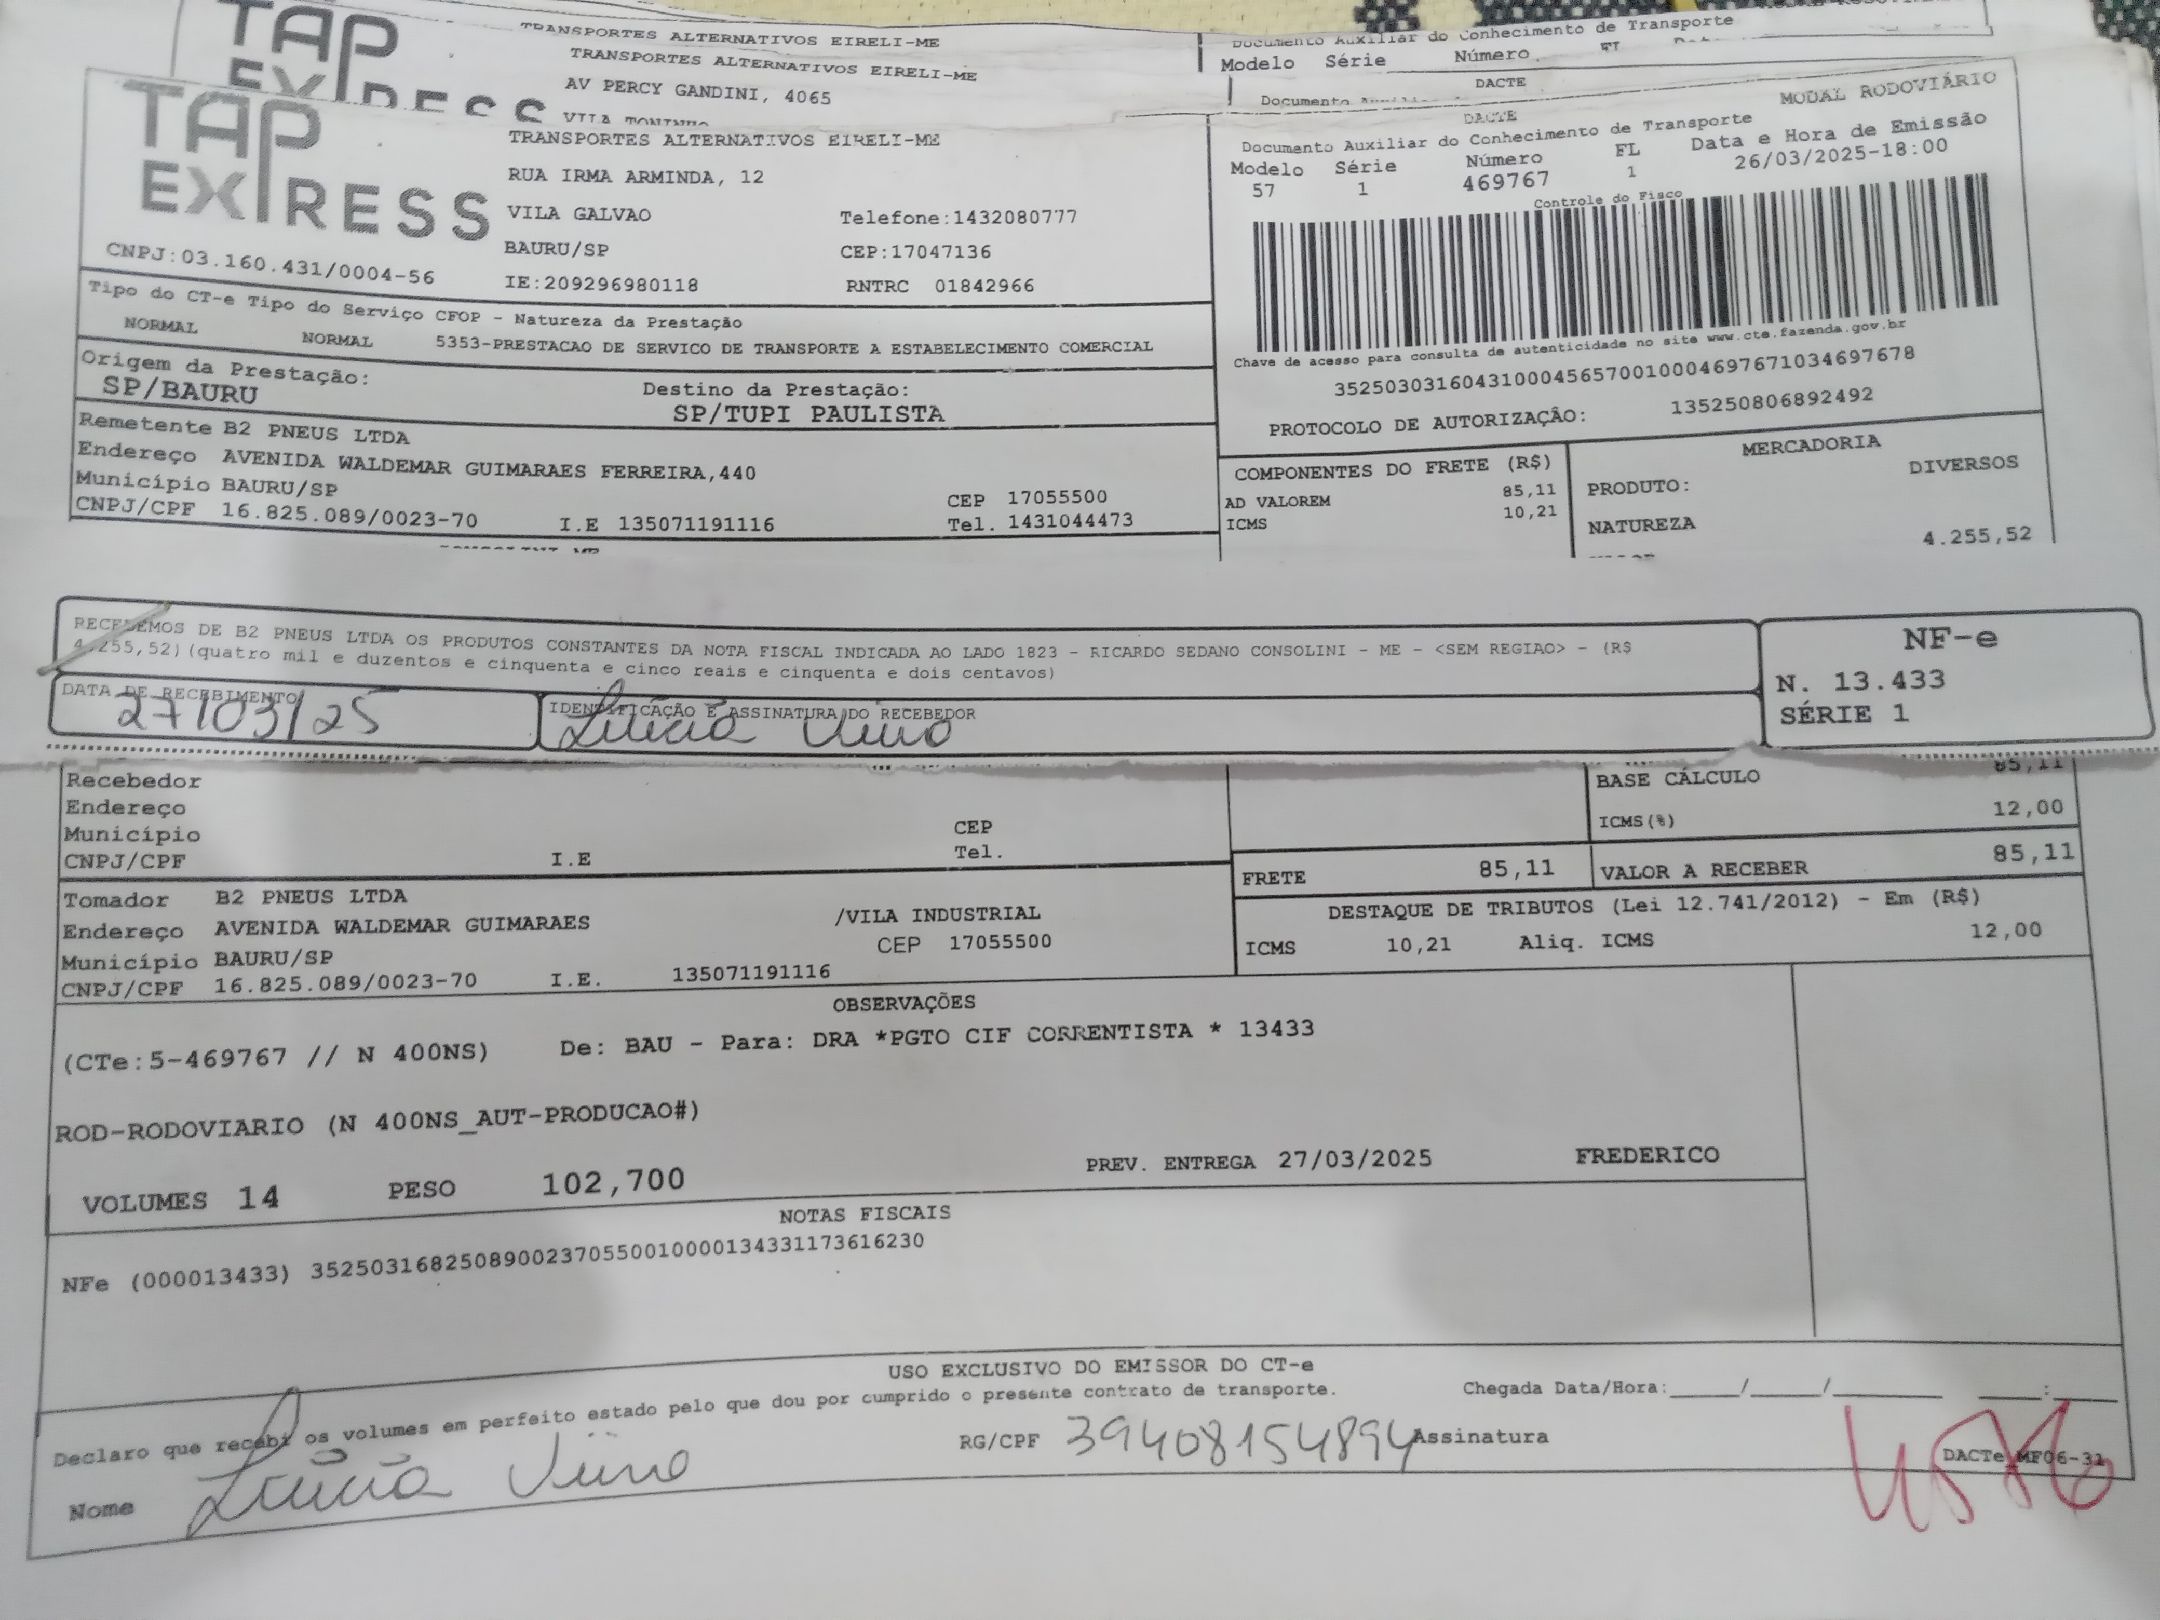 TAP
EXPRESS
TRANSPORTES ALTERNATIVOS EIRELI-ME
TRANSPORTES ALTERNATIVOS EIRELI-ME
AV PERCY GANDINI, 4065
Documento Auxiliar do Conhecimento de Transporte
Modelo Série Número
DACTE
TAP
EXPRESS
CNPJ:03.160.431/0004-56
TRANSPORTES ALTERNATIVOS EIRELI-ME
RUA IRMA ARMINDA, 12
VILA GALVAO Telefone:1432080777
BAURU/SP CEP:17047136
IE:209296980118 RNTRC 01842966
DACTE MODAL RODOVIÁRIO
Documento Auxiliar do Conhecimento de Transporte
Modelo Série Número FL Data e Hora de Emissão
57 1 469767 1 26/03/2025-18:00
Controle do Fisco
Chave de acesso para consulta de autenticidade no site www.cte.fazenda.gov.br
35250303160431000456570010004697671034697678
PROTOCOLO DE AUTORIZAÇÂO: 135250806892492
Tipo do CT-e Tipo do Serviço CFOP - Natureza da Prestação
NORMAL NORMAL 5353-PRESTACAO DE SERVICO DE TRANSPORTE A ESTABELECIMENTO COMERCIAL
Origem da Prestação: Destino da Prestação:
SP/BAURU SP/TUPI PAULISTA
Remetente B2 PNEUS LTDA
Endereço AVENIDA WALDEMAR GUIMARAES FERREIRA,440
Município BAURU/SP CEP 17055500
CNPJ/CPF 16.825.089/0023-70 I.E 135071191116 Tel. 1431044473
COMPONENTES DO FRETE (R$)
AD VALOREM 85,11
ICMS 10,21
MERCADORIA
PRODUTO: DIVERSOS
NATUREZA
4.255,52
RECEBEMOS DE B2 PNEUS LTDA OS PRODUTOS CONSTANTES DA NOTA FISCAL INDICADA AO LADO 1823 - RICARDO SEDANO CONSOLINI - ME - <SEM REGIAO> - (R$
4.255,52)(quatro mil e duzentos e cinquenta e cinco reais e cinquenta e dois centavos)
DATA DE RECEBIMENTO IDENTIFICAÇÃO E ASSINATURA DO RECEBEDOR
27/03/25
NF-e
N. 13.433
SÉRIE 1
Recebedor
Endereço
Município CEP
CNPJ/CPF I.E Tel.
BASE CÁLCULO 85,11
ICMS(%) 12,00
FRETE 85,11 VALOR A RECEBER 85,11
Tomador B2 PNEUS LTDA
Endereço AVENIDA WALDEMAR GUIMARAES /VILA INDUSTRIAL
Município BAURU/SP CEP 17055500
CNPJ/CPF 16.825.089/0023-70 I.E. 135071191116
DESTAQUE DE TRIBUTOS (Lei 12.741/2012) - Em (R$)
ICMS 10,21 Aliq. ICMS 12,00
OBSERVAÇÕES
(CTe:5-469767 // N 400NS) De: BAU - Para: DRA *PGTO CIF CORRENTISTA * 13433
ROD-RODOVIARIO (N 400NS_AUT-PRODUCAO#)
VOLUMES 14 PESO 102,700 PREV. ENTREGA 27/03/2025 FREDERICO
NOTAS FISCAIS
NFe (000013433) 35250316825089002370550010000134331173616230
USO EXCLUSIVO DO EMISSOR DO CT-e
Declaro que recebi os volumes em perfeito estado pelo que dou por cumprido o presente contrato de transporte. Chegada Data/Hora:_____/_____/_______ ____:____
Nome RG/CPF 39408154894 Assinatura
DACTe MF06-31